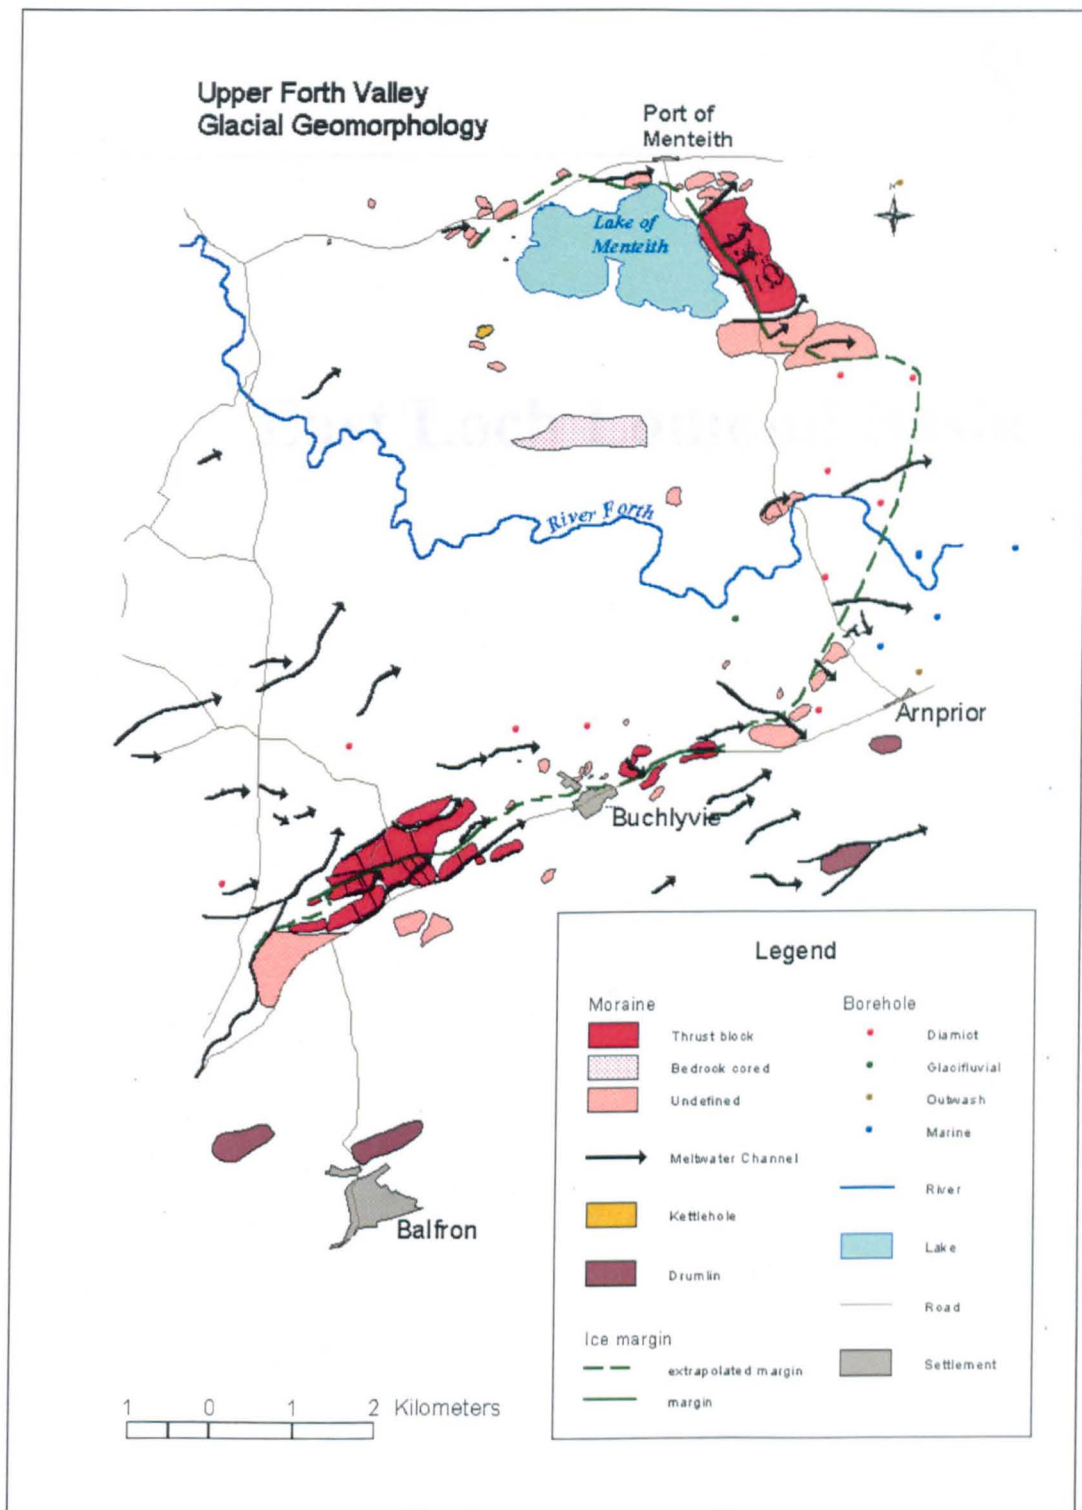 Upper Forth Valley
Glacial Geomorphology
Port of
Menteith
N
Lake of
Menteith
River Forth
Arnprior
Buchlyvie
Balfron
Legend
Moraine
Thrust block
Bedrock cored
Undefined
Meltwater Channel
Kettlehole
Drumlin
Ice margin
extrapolated margin
margin
Borehole
Diamict
Glacifluvial
Outwash
Marine
River
Lake
Road
Settlement
1 0 1 2 Kilometers